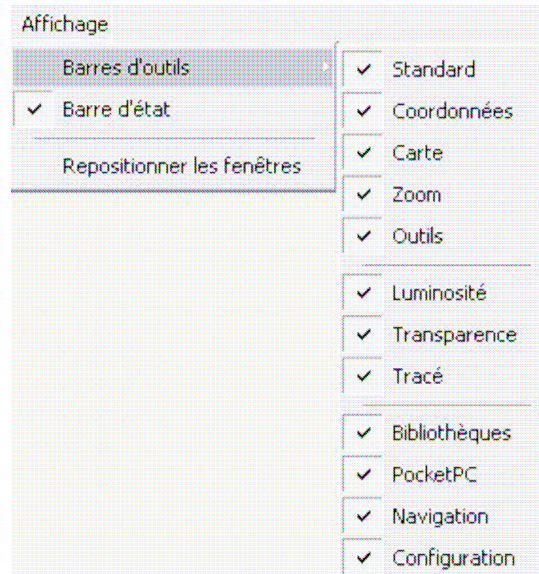 Affichage
Barres d'outils
Barre d'état
Repositionner les fenêtres
Standard
Coordonnées
Carte
Zoom
Outils
Luminosité
Transparence
Tracé
Bibliothèques
PocketPC
Navigation
Configuration